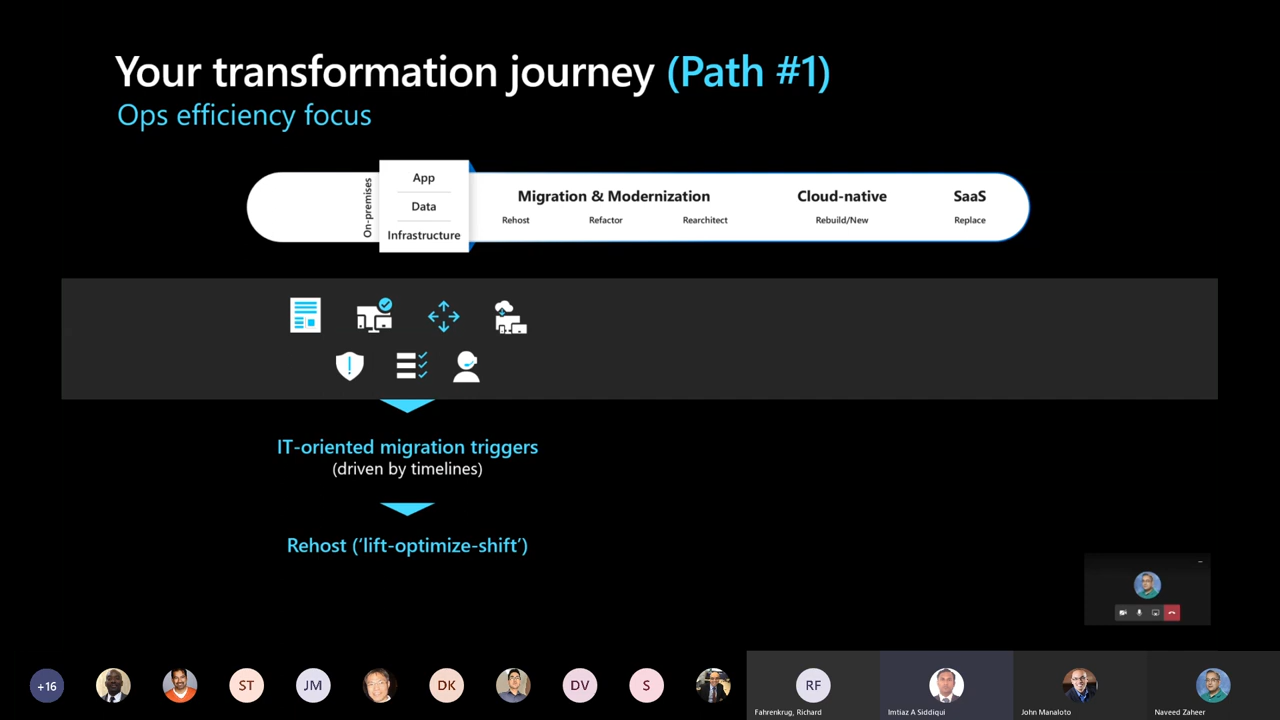 Your transformation journey (Path #1)
Ops efficiency focus
On-premises
App
Data
Infrastructure
Migration & Modernization
Rehost
Refactor
Rearchitect
Cloud-native
Rebuild/New
SaaS
Replace
IT-oriented migration triggers
(driven by timelines)
Rehost (‘lift-optimize-shift’)
+16
ST
JM
DK
DV
S
RF
Fahrenkrug, Richard
Imtiaz A Siddiqui
John Manaloto
Naveed Zaheer